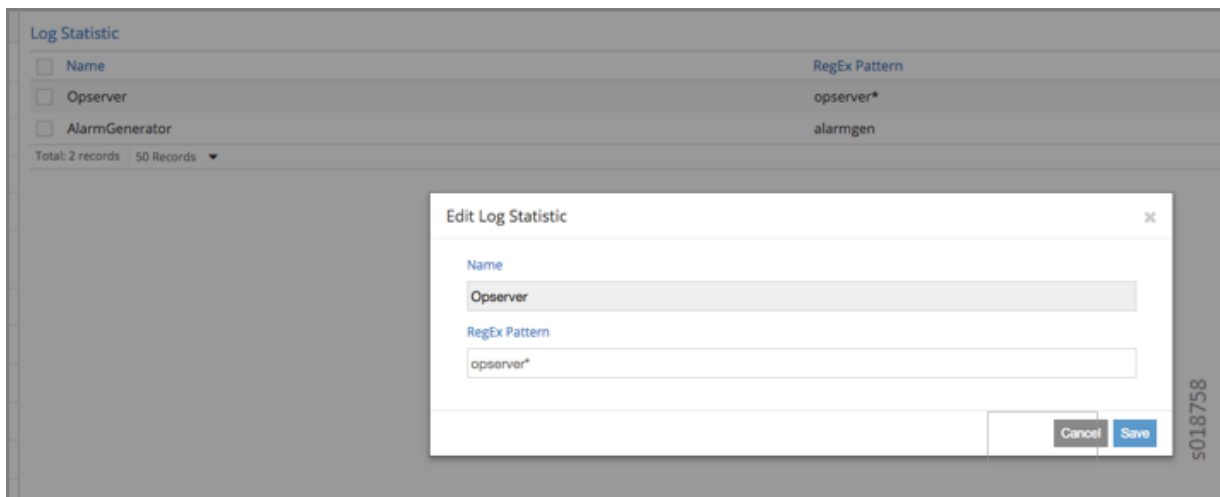 Log Statistic
Name RegEx Pattern
Opserver opserver*
AlarmGenerator alarmgen
Total: 2 records 50 Records
Edit Log Statistic
Name
Opserver
RegEx Pattern
opserver*
Cancel Save
s018758